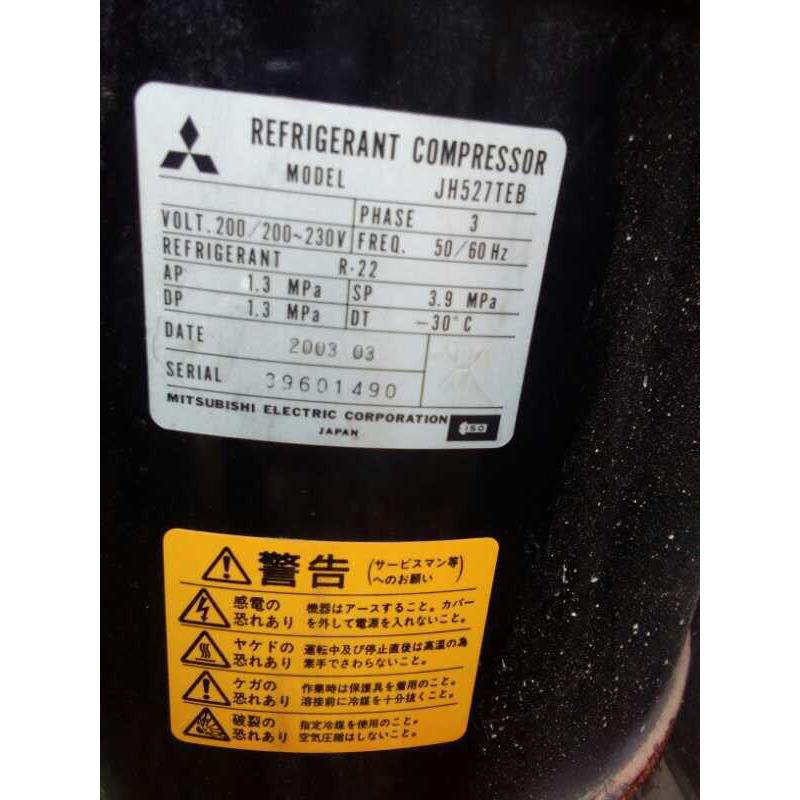 REFRIGERANT COMPRESSOR
MODEL JH527TEB
VOLT. 200/200~230V PHASE 3
FREQ. 50/60 Hz
REFRIGERANT R-22
AP 1.3 MPa SP 3.9 MPa
DP 1.3 MPa DT -30°C
DATE 2003 03
SERIAL 39601490
MITSUBISHI ELECTRIC CORPORATION
JAPAN
ISO
警告 (サービスマン等へのお願い)
感電の恐れあり 機器はアースすること。カバー
を外して電源を入れないこと。
ヤケドの恐れあり 運転中及び停止直後は高温の為
素手でさわらないこと。
ケガの恐れあり 作業時は保護具を着用のこと。
溶接前に冷媒を十分抜くこと。
破裂の恐れあり 指定冷媒を使用のこと。
空気圧縮はしないこと。